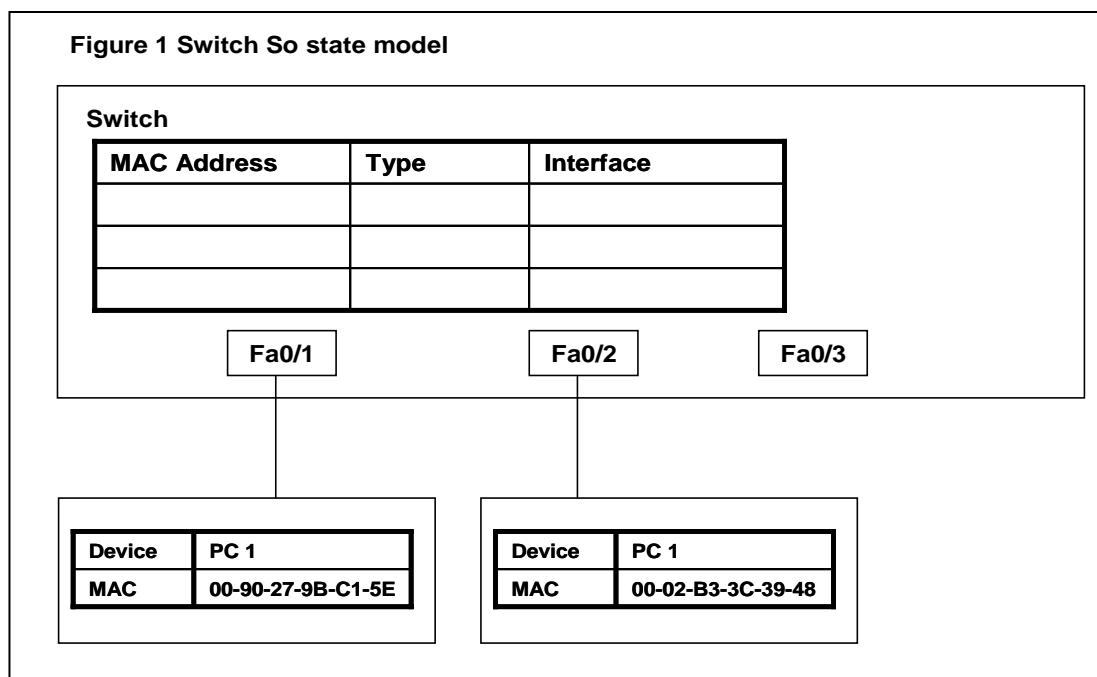 Figure 1 Switch So state model
Switch
MAC Address Type Interface
Fa0/1 Fa0/2 Fa0/3
Device PC 1
MAC 00-90-27-9B-C1-5E
Device PC 1
MAC 00-02-B3-3C-39-48